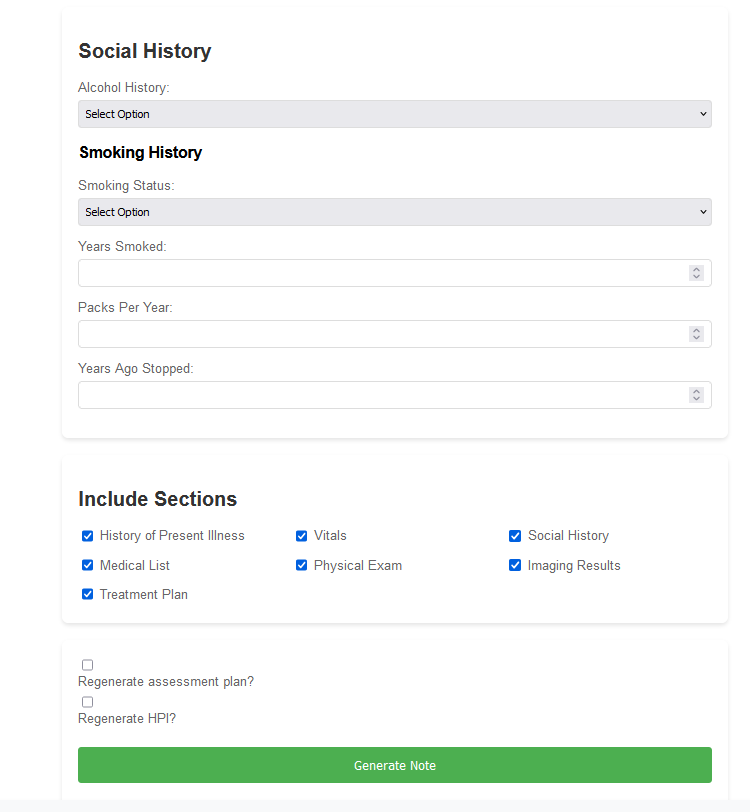 Social History
Alcohol History:
Select Option
Smoking History
Smoking Status:
Select Option
Years Smoked:
Packs Per Year:
Years Ago Stopped:
Include Sections
History of Present Illness Vitals Social History
Medical List Physical Exam Imaging Results
Treatment Plan
Regenerate assessment plan?
Regenerate HPI?
Generate Note